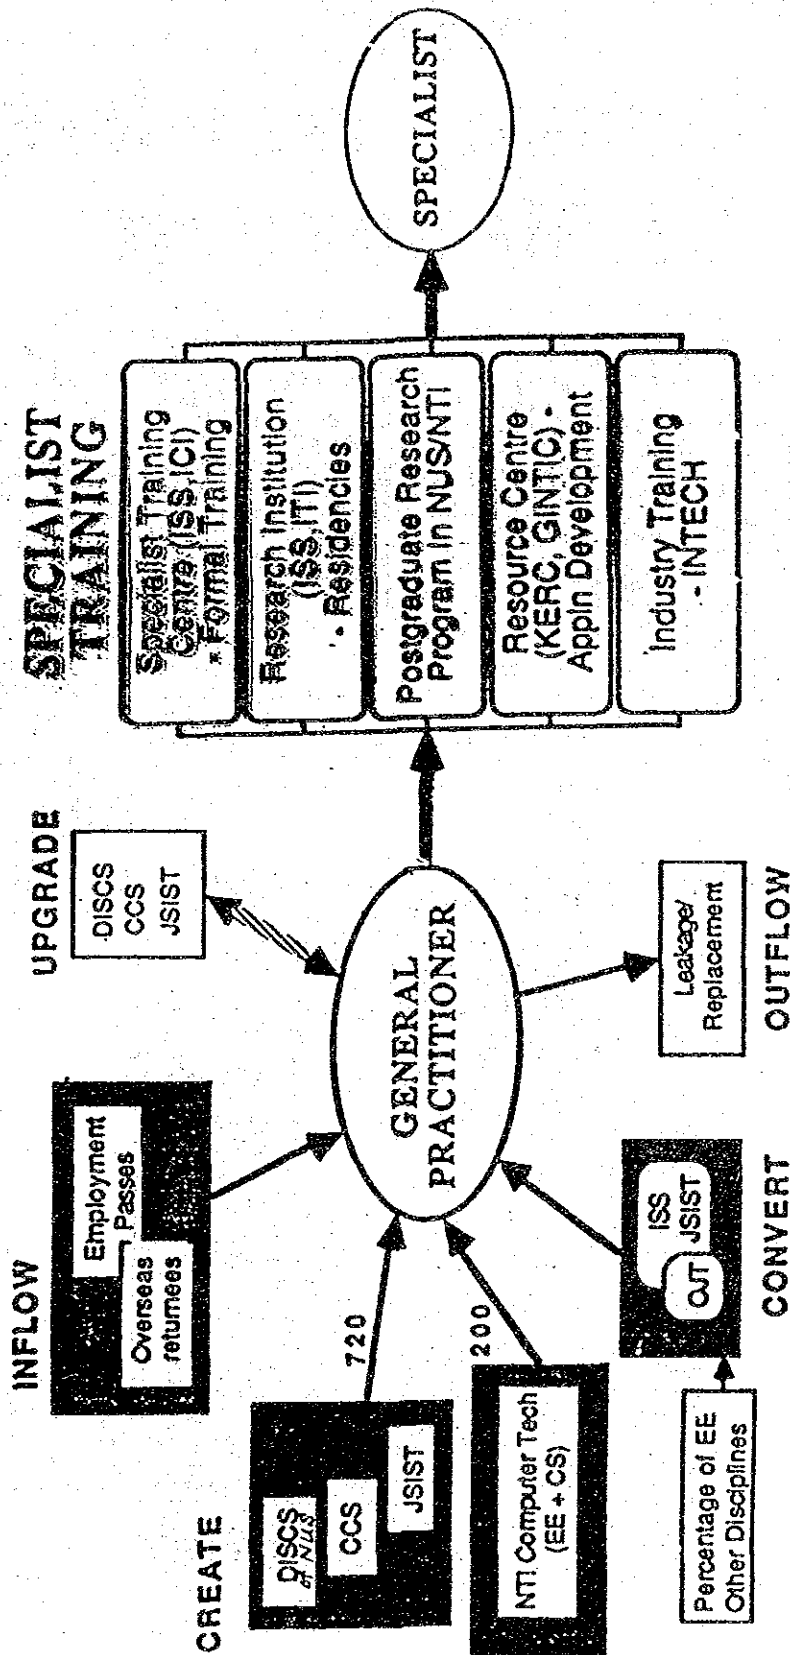 INFLOW
Employment
Passes
Overseas
returnees
UPGRADE
DISCS
CCS
JSIST
CREATE
DISCS
of NUS
CCS
JSIST
720
NTI Computer Tech
(EE + CS)
200
Percentage of EE
Other Disciplines
ISS
JSIST
OJT
CONVERT
GENERAL
PRACTITIONER
Leakage/
Replacement
OUTFLOW
SPECIALIST
TRAINING
Specialist Training
Centre (ISS, ICI)
- Formal Training
Research Institution
(ISS, ITI)
- Residencies
Postgraduate Research
Program in NUS/NTI
Resource Centre
(KERC, GINTIC) -
Appln Development
Industry Training
- INTECH
SPECIALIST